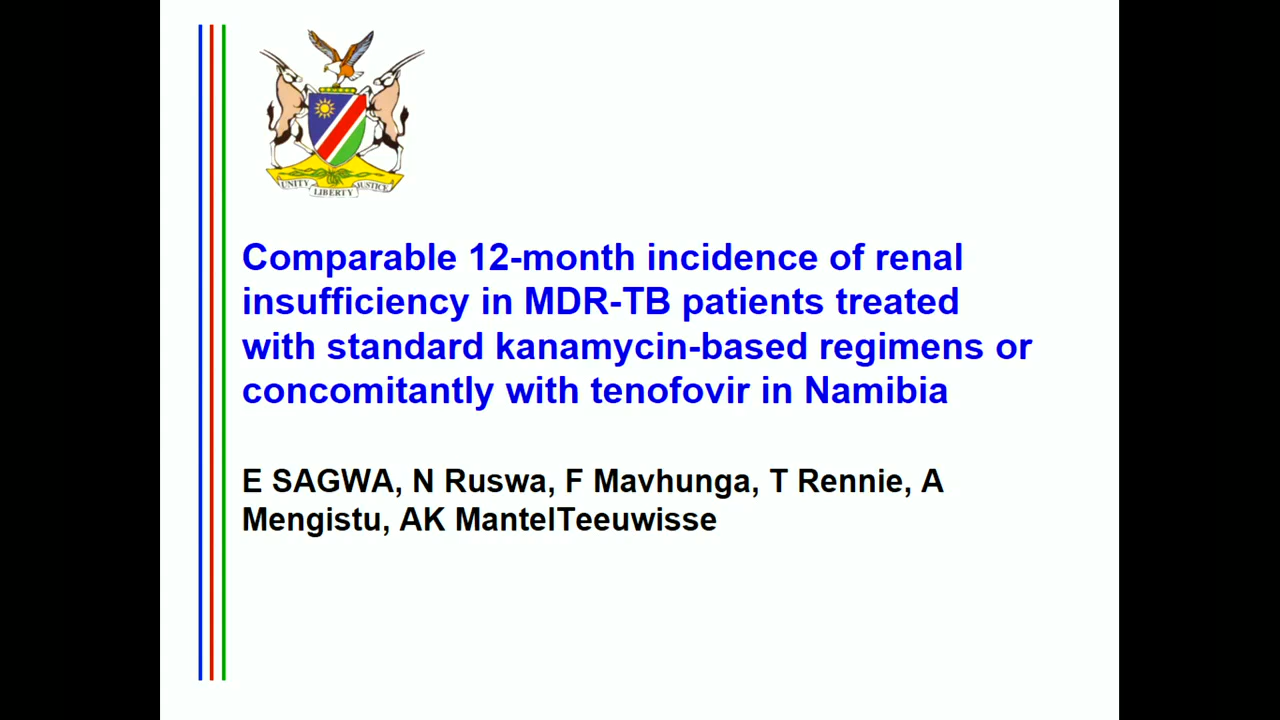 UNITY LIBERTY JUSTICE
Comparable 12-month incidence of renal
insufficiency in MDR-TB patients treated
with standard kanamycin-based regimens or
concomitantly with tenofovir in Namibia
E SAGWA, N Ruswa, F Mavhunga, T Rennie, A
Mengistu, AK MantelTeeuwisse